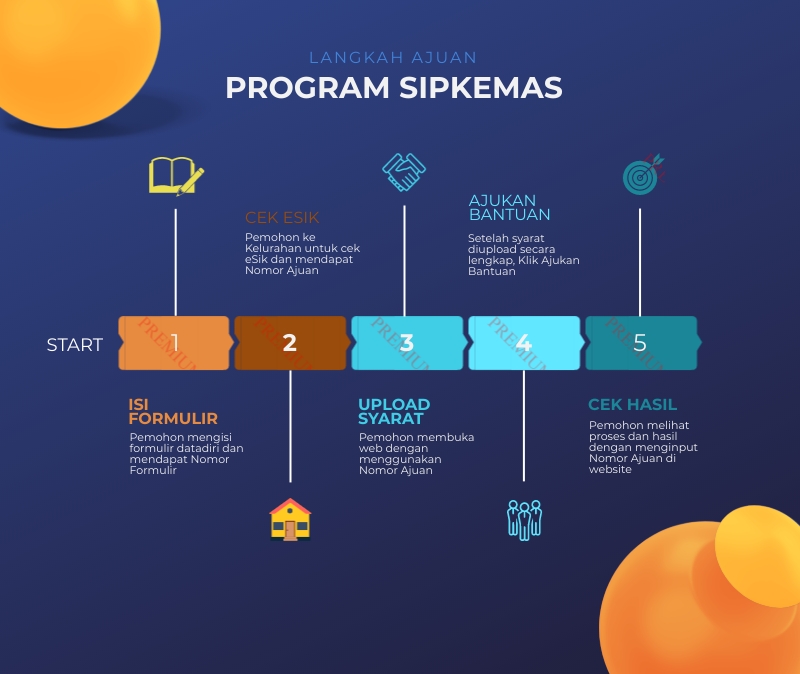 LANGKAH AJUAN
PROGRAM SIPKEMAS
CEK ESIK
Pemohon ke
Kelurahan untuk cek
eSik dan mendapat
Nomor Ajuan
AJUKAN
BANTUAN
Setelah syarat
diupload secara
lengkap, Klik Ajukan
Bantuan
START
1
2
3
4
5
PREMIUM
PREMIUM
PREMIUM
PREMIUM
PREMIUM
ISI
FORMULIR
Pemohon mengisi
formulir datadiri dan
mendapat Nomor
Formulir
UPLOAD
SYARAT
Pemohon membuka
web dengan
menggunakan
Nomor Ajuan
CEK HASIL
Pemohon melihat
proses dan hasil
dengan menginput
Nomor Ajuan di
website